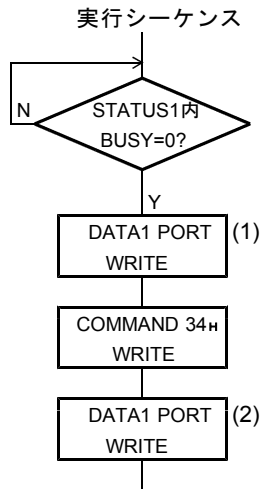 実行シーケンス
N
STATUS1内
BUSY=0?
Y
DATA1 PORT
WRITE
(1)
COMMAND 34H
WRITE
DATA1 PORT
WRITE
(2)